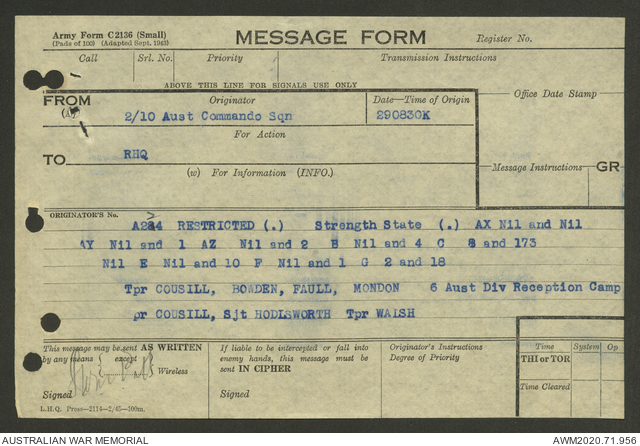 Army Form C2136 (Small)
(Pads of 100) (Adapted Sept. 1943)
MESSAGE FORM
Register No.
Call Srl. No. Priority Transmission Instructions
ABOVE THIS LINE FOR SIGNALS USE ONLY
FROM Originator Date—Time of Origin Office Date Stamp
(A)
2/10 Aust Commando Sqn 290830K
For Action
TO RHQ
(w) For Information (INFO.) Message Instructions GR
ORIGINATOR'S No.
RESTRICTED (.) Strength State (.) AX Nil and Nil
AY Nil and 1 AZ Nil and 2 B Nil and 4 C 8 and 173
Nil E Nil and 10 F Nil and 1 G 2 and 18
Tpr COUSILL, BOWDEN, FAULL, MONDON 6 Aust Div Reception Camp
pr COUSILL, Sjt HODLSWORTH Tpr WALSH
This message may be sent AS WRITTEN
by any means { except
Wireless
Signed
If liable to be intercepted or fall into
enemy hands, this message must be
sent IN CIPHER
Signed
Originator's Instructions
Degree of Priority
Time System Op
THI or TOR
Time Cleared
L.H.Q. Press—2114—2/45—100m.
AUSTRALIAN WAR MEMORIAL
AWM2020.71.956